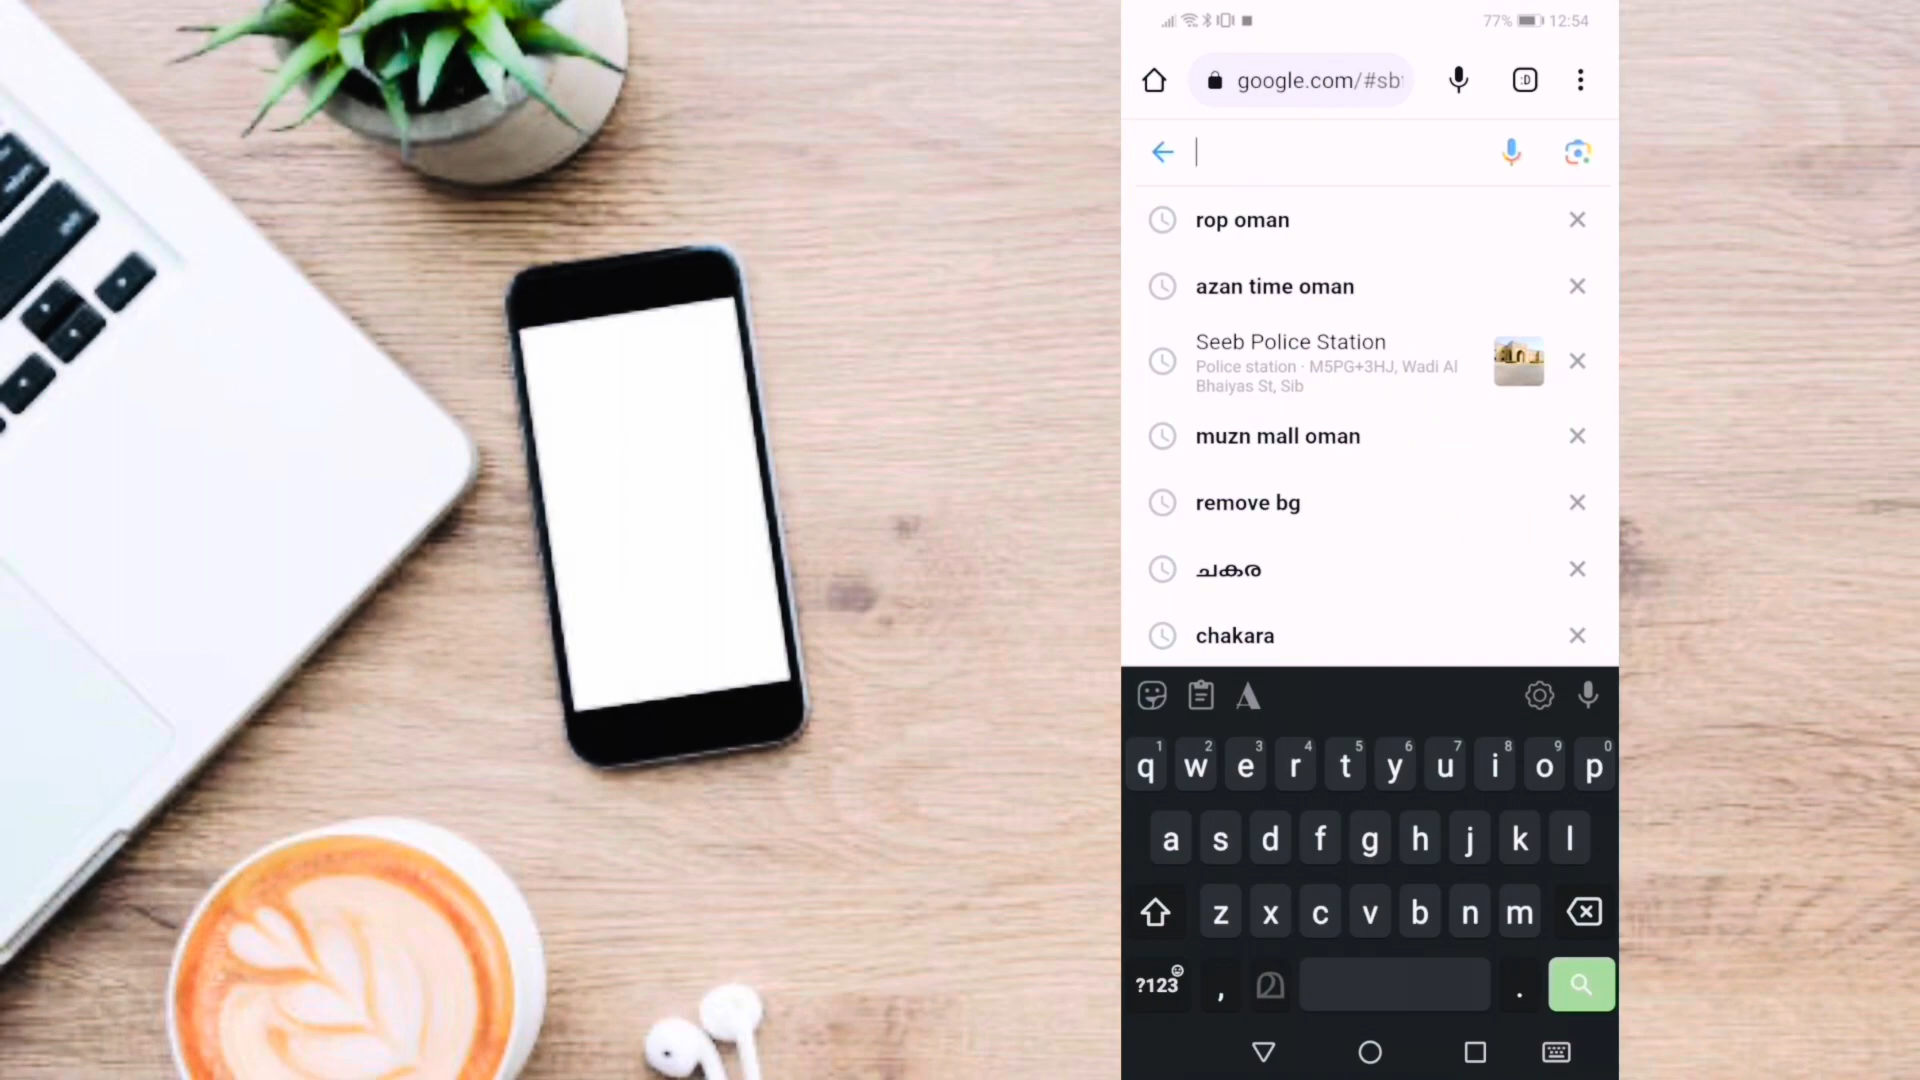 77% 12:54
google.com/#sb
:D
rop oman
azan time oman
Seeb Police Station
Police station · M5PG+3HJ, Wadi Al
Bhaiyas St, Sib
muzn mall oman
remove bg
ചകര
chakara
A
1 2 3 4 5 6 7 8 9 0
q w e r t y u i o p
a s d f g h j k l
z x c v b n m
?123 , മ .